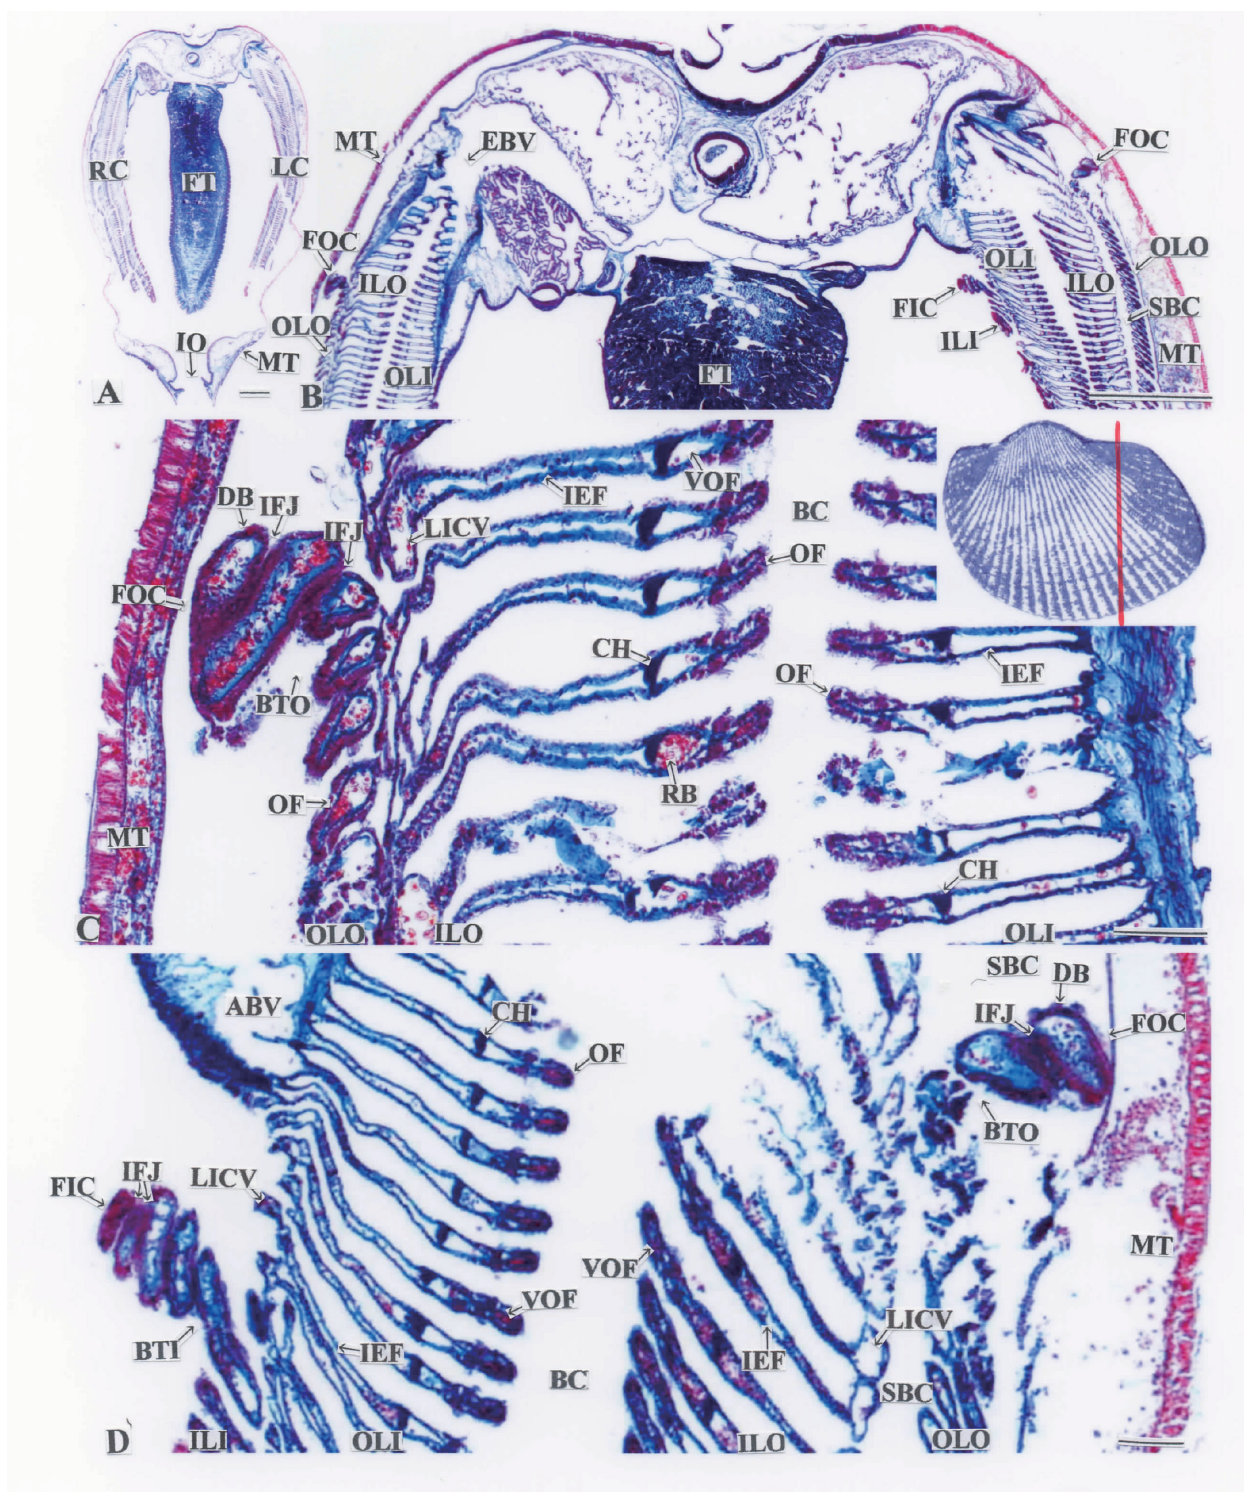 RC
FT
LC
IO
MT
A
MT
EBV
FOC
FOC
ILO
OLI
OLO
ILO
FIC
SBC
OLO
ILI
MT
OLI
FT
B
VOF
DB
IFJ
IEF
IFJ
LICV
BC
OF
FOC
CH
IEF
BTO
OF
RB
OF
MT
CH
C
OLO
ILO
OLI
SBC
DB
ABV
CH
IFJ
FOC
OF
BTO
IFJ
LICV
FIC
MT
VOF
VOF
LICV
BTI
IEF
IEF
BC
SBC
D
ILI
OLI
ILO
OLO